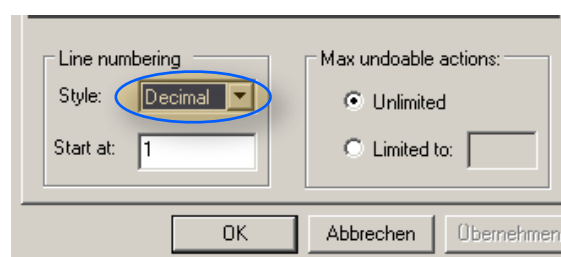 Line numbering
Style: Decimal
Start at: 1
Max undoable actions:
Unlimited
Limited to:
OK Abbrechen Übernehmen